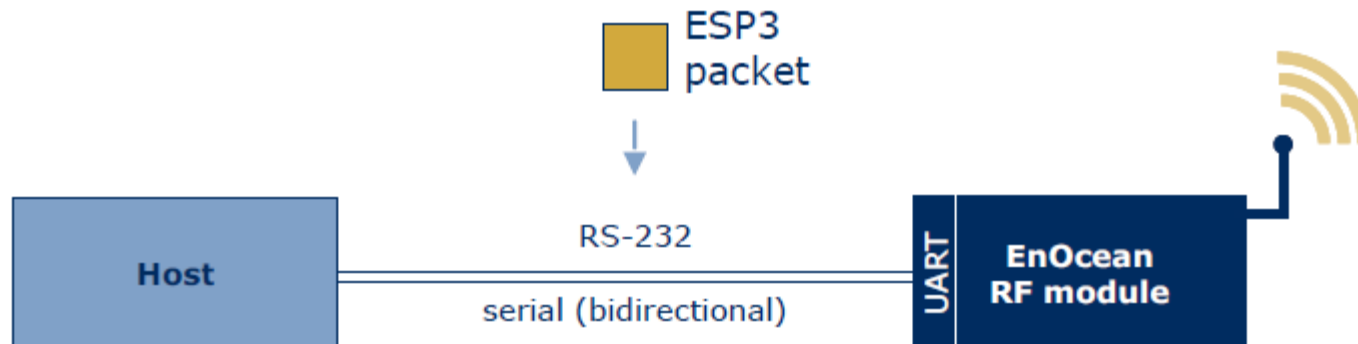 ESP3
packet
RS-232
Host
serial (bidirectional)
UART
EnOcean
RF module